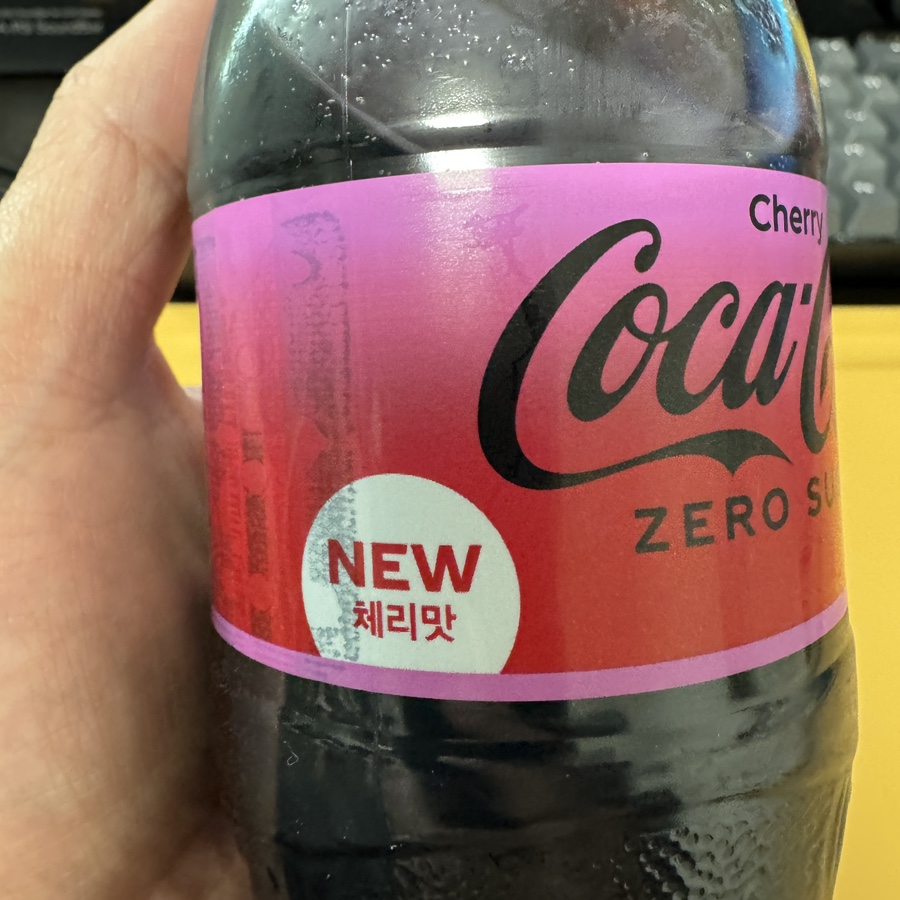 Cherry
Coca-C
ZERO SU
NEW
체리맛